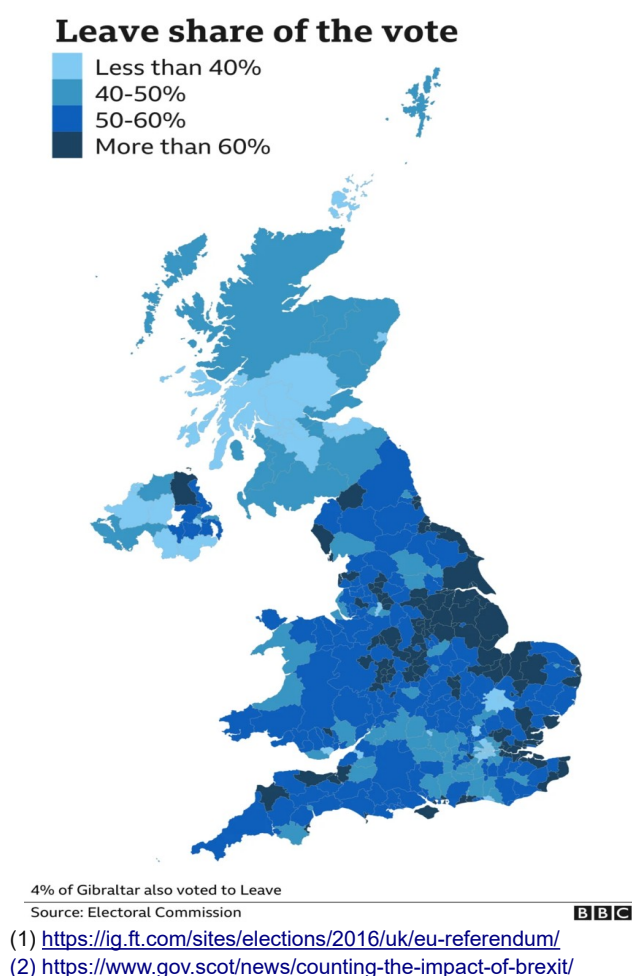 Leave share of the vote
Less than 40%
40-50%
50-60%
More than 60%
4% of Gibraltar also voted to Leave
Source: Electoral Commission
BBC
(1) https://ig.ft.com/sites/elections/2016/uk/eu-referendum/
(2) https://www.gov.scot/news/counting-the-impact-of-brexit/